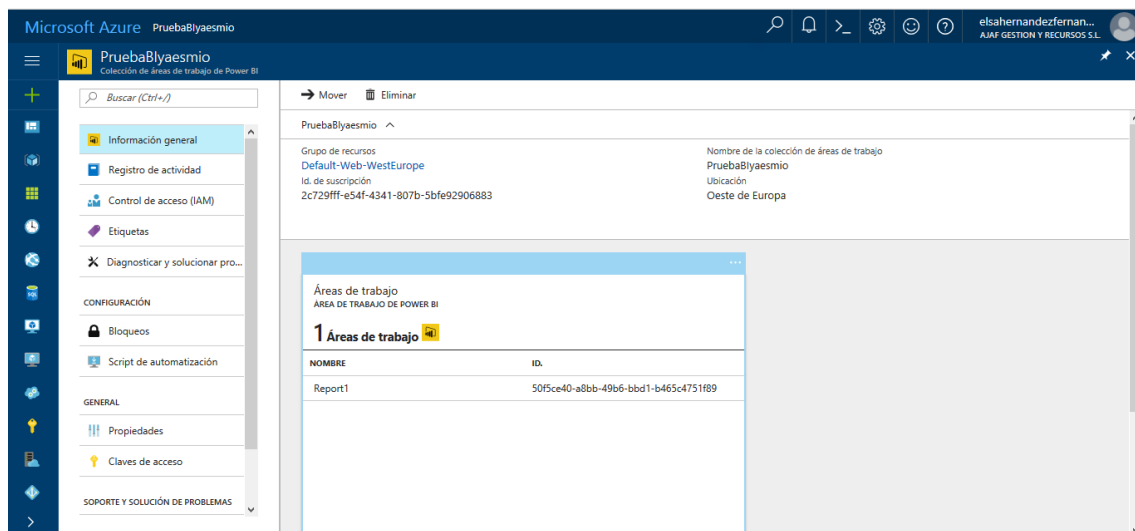 Microsoft Azure PruebaBIyaesmio
elsahernandezfernan...
AJAF GESTION Y RECURSOS S.L.
PruebaBIyaesmio
Colección de áreas de trabajo de Power BI
Buscar (Ctrl+/)
Información general
Registro de actividad
Control de acceso (IAM)
Etiquetas
Diagnosticar y solucionar pro...
CONFIGURACIÓN
Bloqueos
Script de automatización
GENERAL
Propiedades
Claves de acceso
SOPORTE Y SOLUCIÓN DE PROBLEMAS
Mover Eliminar
PruebaBIyaesmio
Grupo de recursos
Default-Web-WestEurope
Id. de suscripción
2c729fff-e54f-4341-807b-5bfe92906883
Nombre de la colección de áreas de trabajo
PruebaBIyaesmio
Ubicación
Oeste de Europa
Áreas de trabajo
ÁREA DE TRABAJO DE POWER BI
1 Áreas de trabajo
NOMBRE ID.
Report1 50f5ce40-a8bb-49b6-bbd1-b465c4751f89